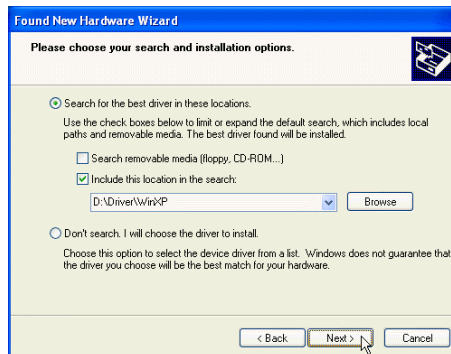 Found New Hardware Wizard
Please choose your search and installation options.
Search for the best driver in these locations.
Use the check boxes below to limit or expand the default search, which includes local
paths and removable media. The best driver found will be installed.
Search removable media (floppy, CD-ROM...)
Include this location in the search:
D:\Driver\WinXP
Browse
Don't search. I will choose the driver to install.
Choose this option to select the device driver from a list. Windows does not guarantee that
the driver you choose will be the best match for your hardware.
< Back Next > Cancel